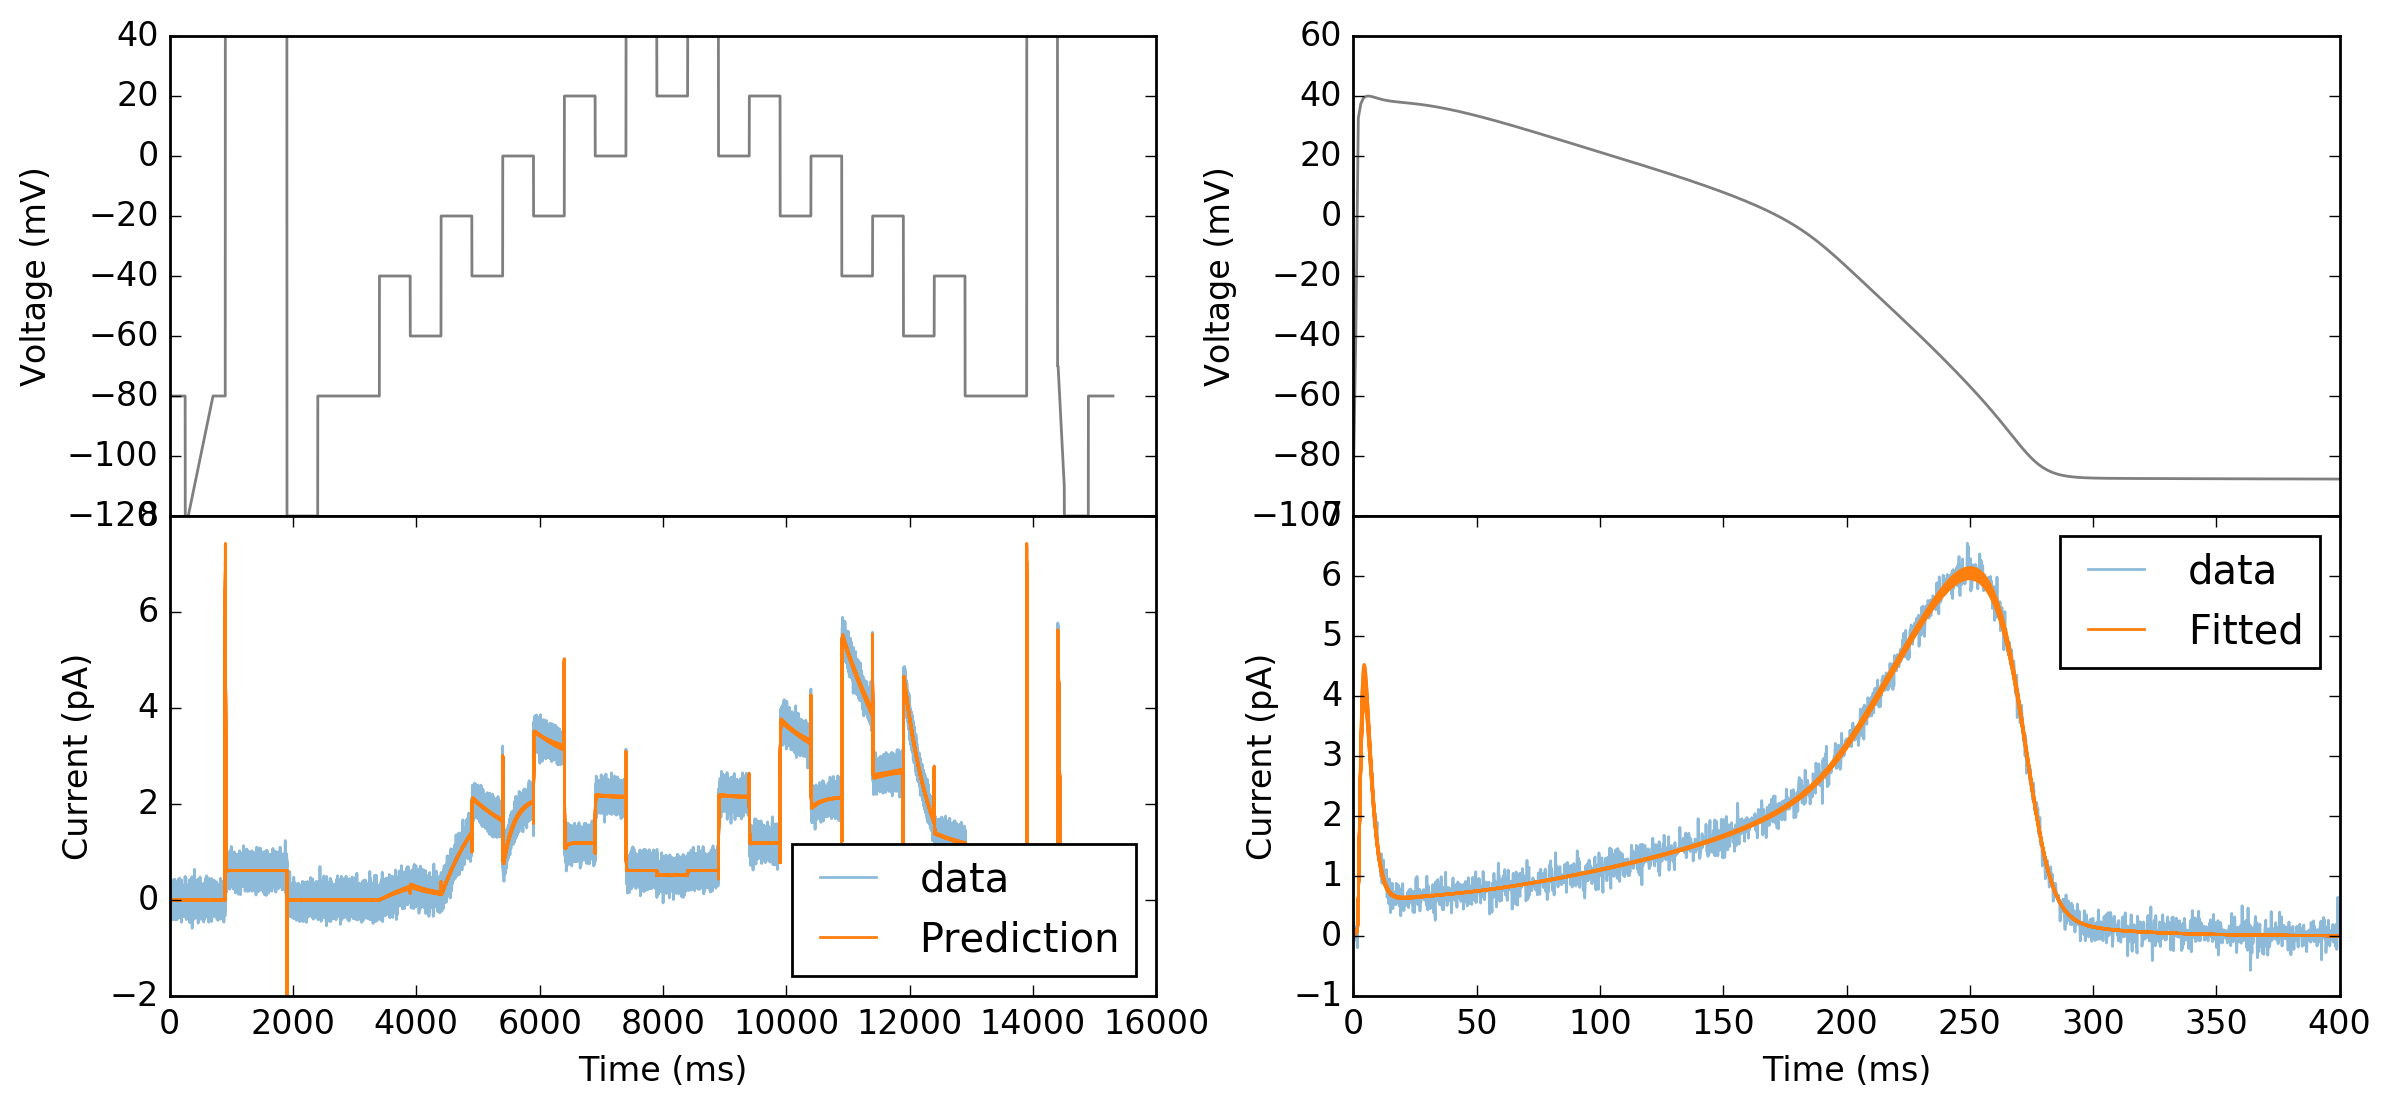 40
20
0
−20
−40
−60
−80
−100
−120
Voltage (mV)
60
40
20
0
−20
−40
−60
−80
−100
Voltage (mV)
8
6
4
2
0
−2
Current (pA)
data
Prediction
0 2000 4000 6000 8000 10000 12000 14000 16000
Time (ms)
7
6
5
4
3
2
1
0
−1
Current (pA)
data
Fitted
0 50 100 150 200 250 300 350 400
Time (ms)